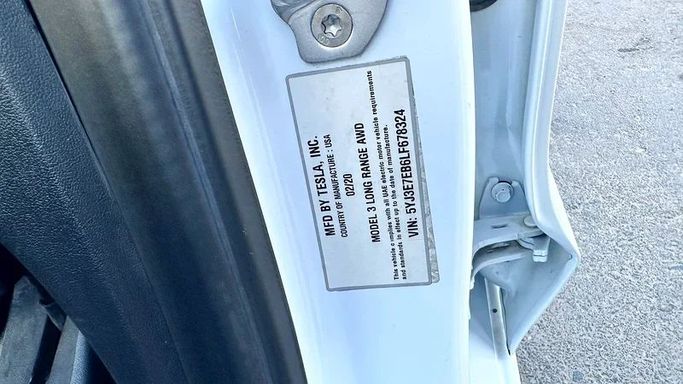 MFD BY TESLA, INC.
COUNTRY OF MANUFACTURE : USA
02/20
MODEL 3 LONG RANGE AWD
This vehicle complies with all UAE electric motor vehicle requirements
and standards in effect up to the date of manufacture.
VIN: 5YJ3E7EB6LF678324